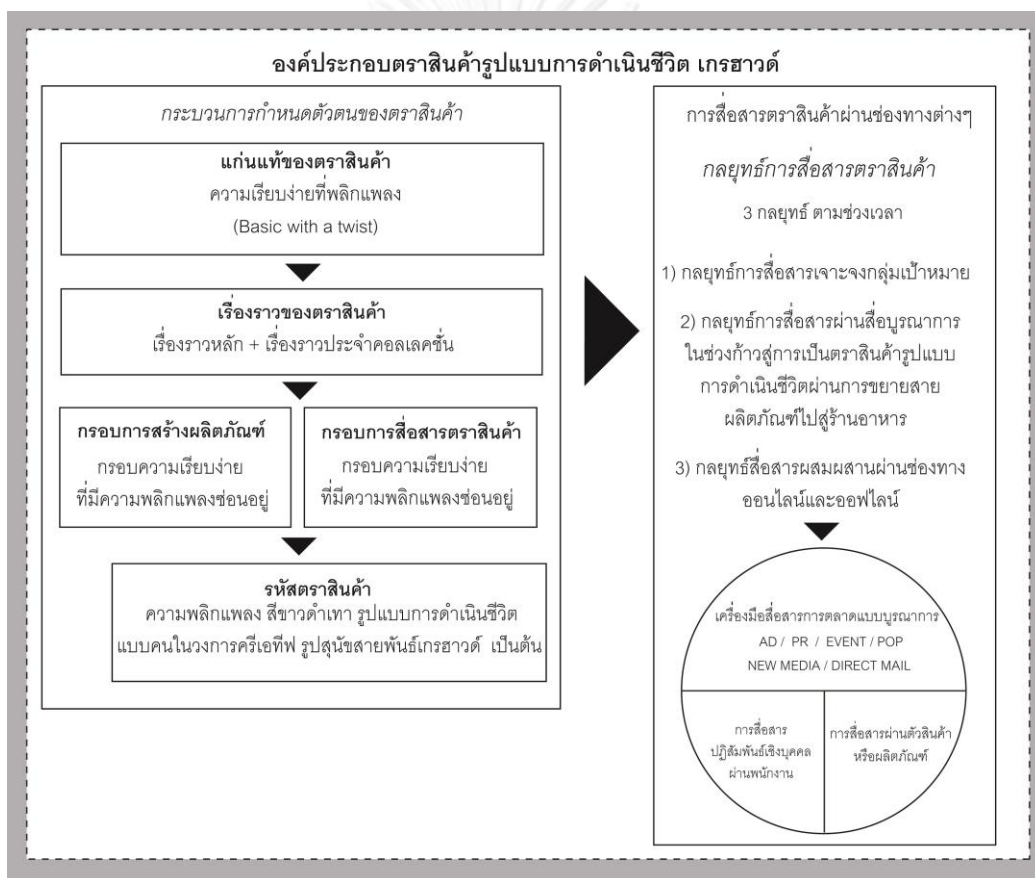 องค์ประกอบตราสินค้ารูปแบบการดำเนินชีวิต เกรฮาวด์
กระบวนการกำหนดตัวตนของตราสินค้า
แก่นแท้ของตราสินค้า
ความเรียบง่ายที่พลิกแพลง
(Basic with a twist)
เรื่องราวของตราสินค้า
เรื่องราวหลัก + เรื่องราวประจำคอลเลคชั่น
กรอบการสร้างผลิตภัณฑ์
กรอบความเรียบง่าย
ที่มีความพลิกแพลงซ่อนอยู่
กรอบการสื่อสารตราสินค้า
กรอบความเรียบง่าย
ที่มีความพลิกแพลงซ่อนอยู่
รหัสตราสินค้า
ความพลิกแพลง สีขาวดำเทา รูปแบบการดำเนินชีวิต
แบบคนในวงการครีเอทีฟ รูปสุนัขสายพันธ์เกรฮาวด์ เป็นต้น
การสื่อสารตราสินค้าผ่านช่องทางต่างๆ
กลยุทธ์การสื่อสารตราสินค้า
3 กลยุทธ์ ตามช่วงเวลา
1) กลยุทธ์การสื่อสารเจาะจงกลุ่มเป้าหมาย
2) กลยุทธ์การสื่อสารผ่านสื่อบูรณาการ
ในช่วงก้าวสู่การเป็นตราสินค้ารูปแบบ
การดำเนินชีวิตผ่านการขยายสาย
ผลิตภัณฑ์ไปสู่ร้านอาหาร
3) กลยุทธ์สื่อสารผสมผสานผ่านช่องทาง
ออนไลน์และออฟไลน์
เครื่องมือสื่อสารการตลาดแบบบูรณาการ
AD / PR / EVENT / POP
NEW MEDIA / DIRECT MAIL
การสื่อสาร
ปฏิสัมพันธ์เชิงบุคคล
ผ่านพนักงาน
การสื่อสารผ่านตัวสินค้า
หรือผลิตภัณฑ์